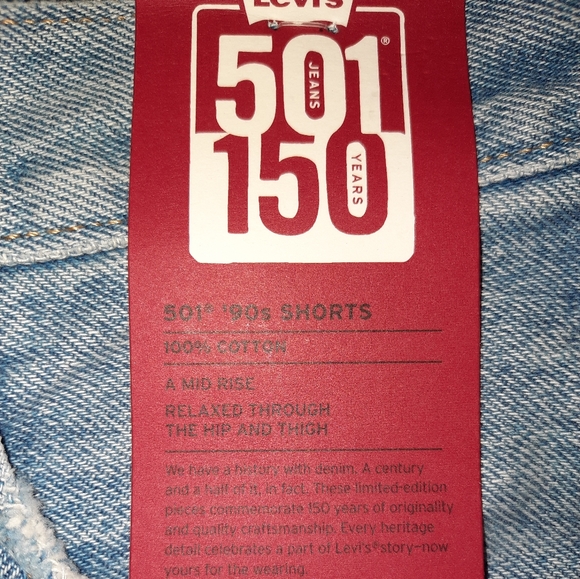 Levi's
501®
JEANS
150
YEARS
501® '90s SHORTS
100% COTTON
A MID RISE
RELAXED THROUGH
THE HIP AND THIGH
We have a history with denim. A century
and a half of it, in fact. These limited-edition
pieces commemorate 150 years of originality
and quality craftsmanship. Every heritage
detail celebrates a part of Levi's® story–now
yours for the wearing.